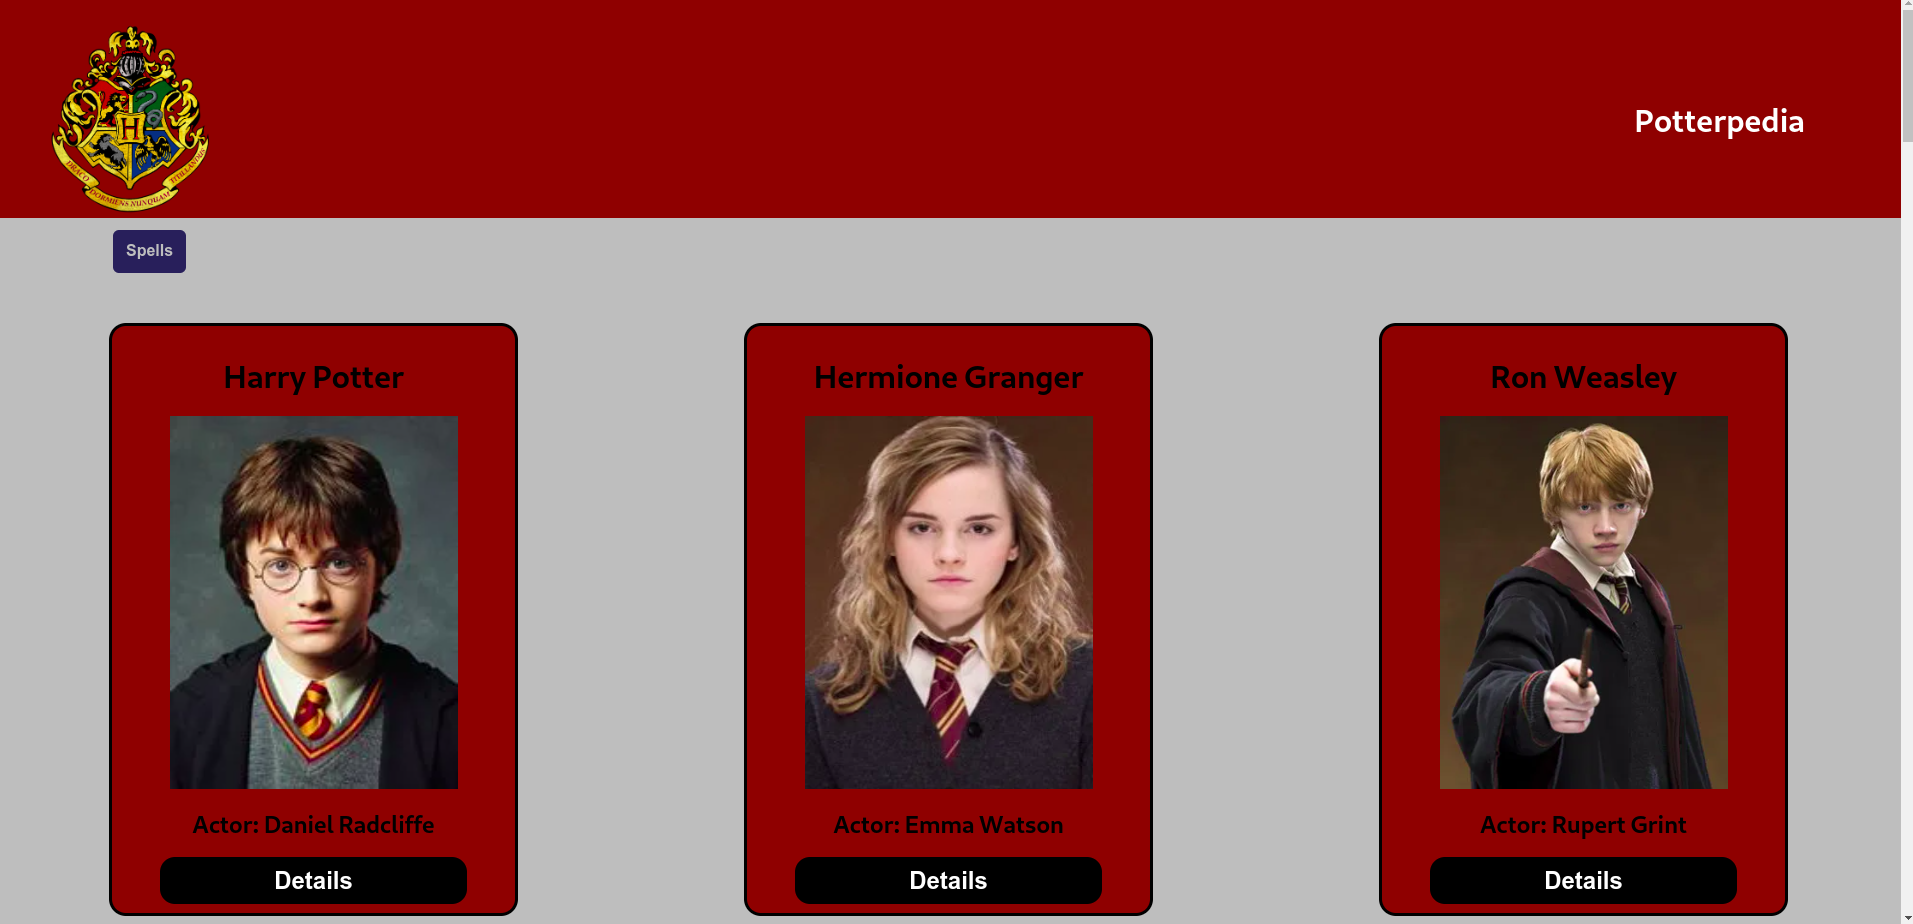 H
DRACO DORMIENS NUNQUAM TITILLANDUS
Potterpedia
Spells
Harry Potter
Hermione Granger
Ron Weasley
Actor: Daniel Radcliffe
Actor: Emma Watson
Actor: Rupert Grint
Details
Details
Details